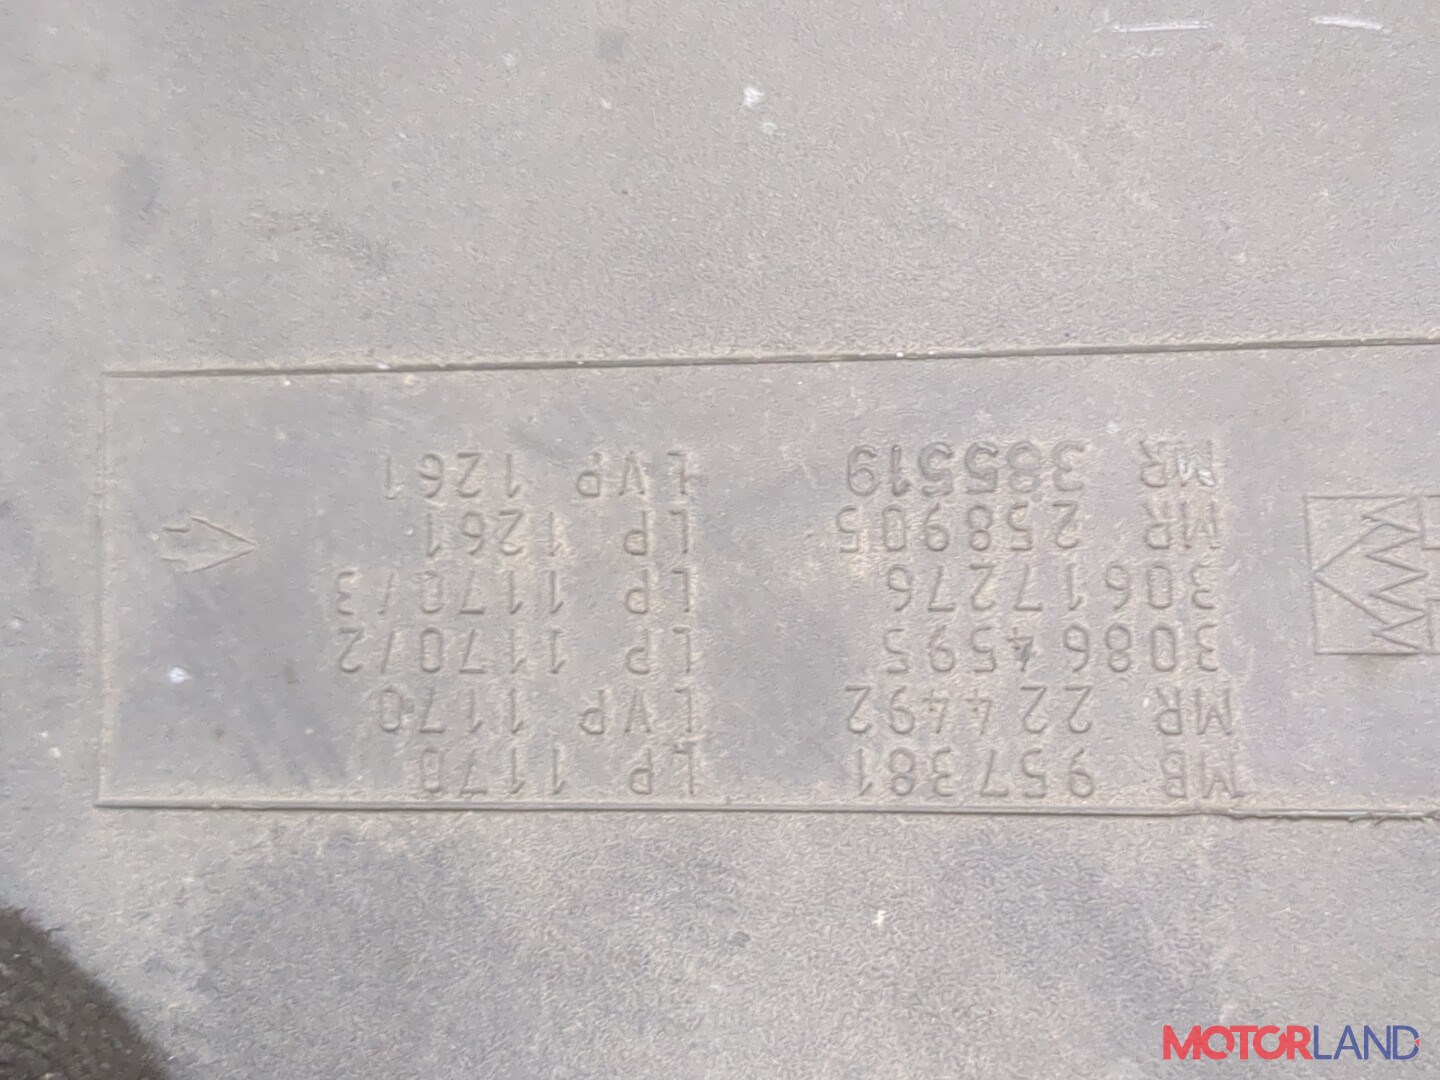 MB 957381 LP 1170
MR 224492 LVP 1170
30864595 LP 1170/2
30617276 LP 1170/3
MR 258905 LP 1261
MR 385519 LVP 1261
MOTORLAND